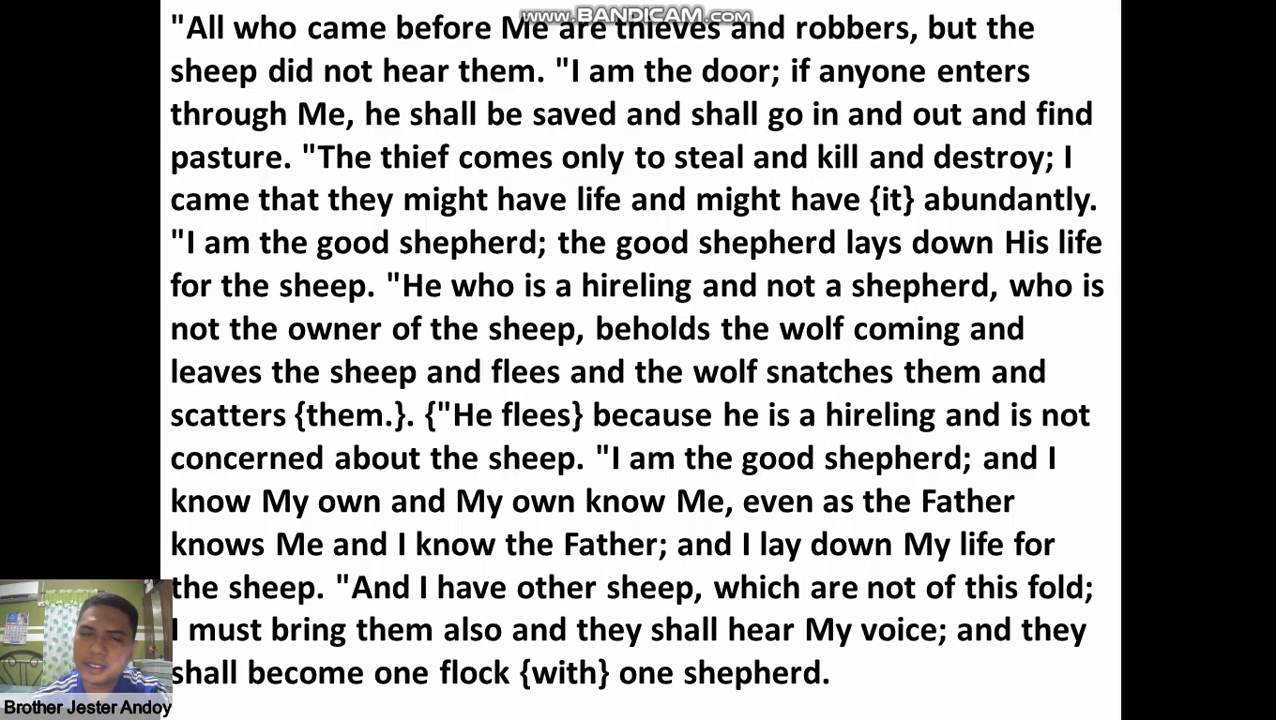 www.BANDICAM.com
"All who came before Me are thieves and robbers, but the
sheep did not hear them. "I am the door; if anyone enters
through Me, he shall be saved and shall go in and out and find
pasture. "The thief comes only to steal and kill and destroy; I
came that they might have life and might have {it} abundantly.
"I am the good shepherd; the good shepherd lays down His life
for the sheep. "He who is a hireling and not a shepherd, who is
not the owner of the sheep, beholds the wolf coming and
leaves the sheep and flees and the wolf snatches them and
scatters {them.}. {"He flees} because he is a hireling and is not
concerned about the sheep. "I am the good shepherd; and I
know My own and My own know Me, even as the Father
knows Me and I know the Father; and I lay down My life for
the sheep. "And I have other sheep, which are not of this fold;
I must bring them also and they shall hear My voice; and they
shall become one flock {with} one shepherd.
Brother Jester Andoy